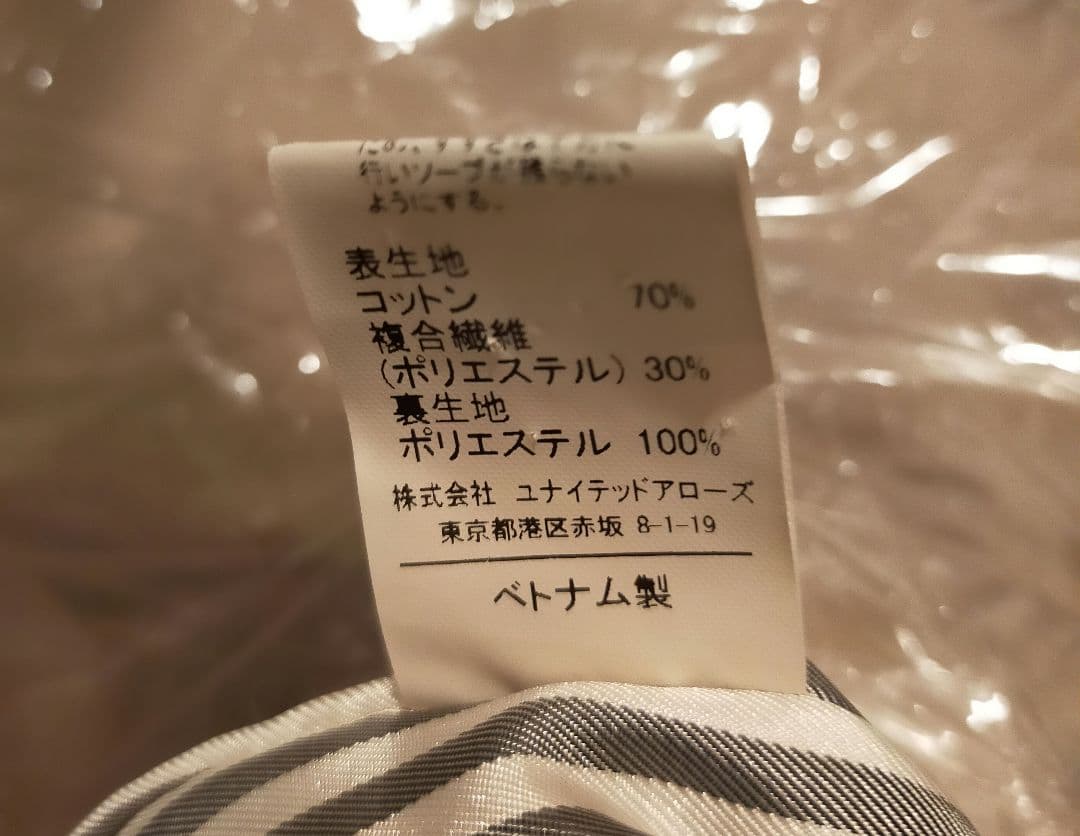 行いソープが残らない
ようにする。
表生地
コットン 70%
複合繊維
(ポリエステル) 30%
裏生地
ポリエステル 100%
株式会社 ユナイテッドアローズ
東京都港区赤坂 8-1-19
ベトナム製